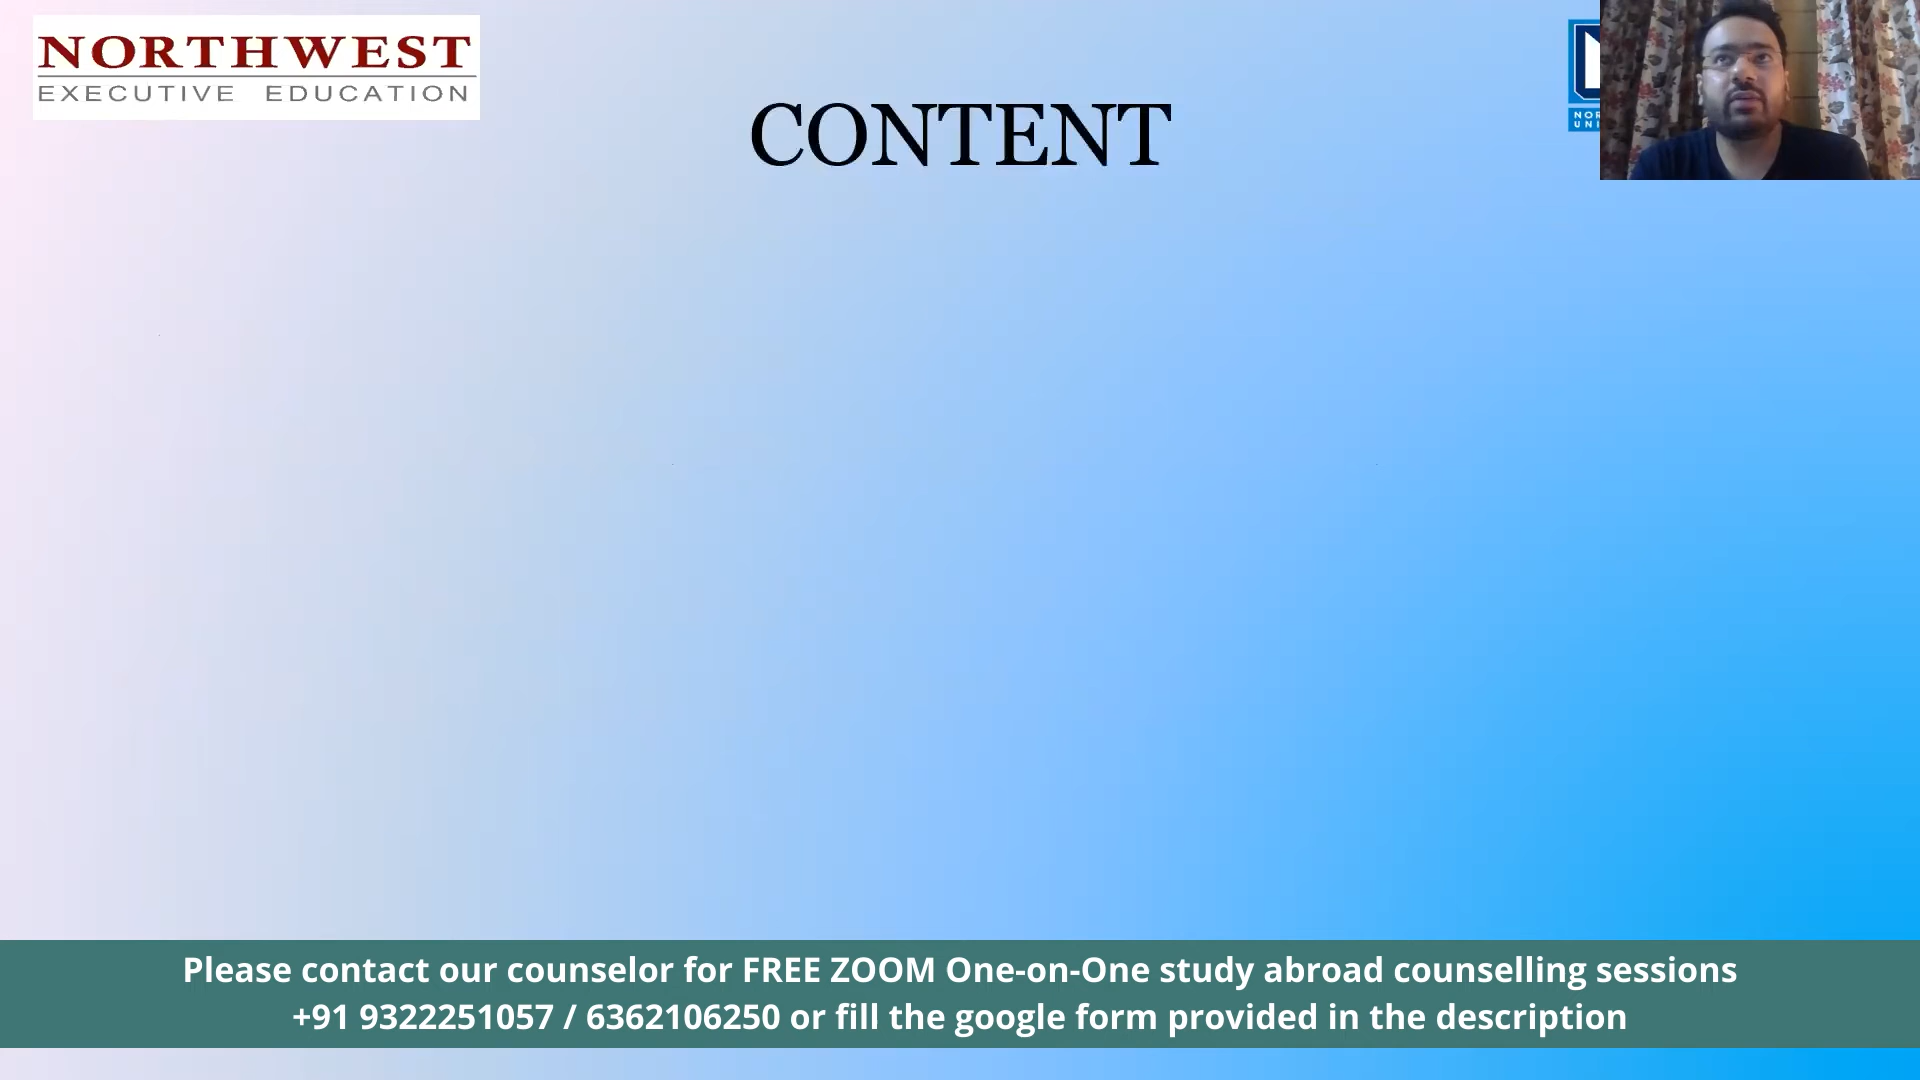 NORTHWEST
EXECUTIVE EDUCATION
CONTENT
Please contact our counselor for FREE ZOOM One-on-One study abroad counselling sessions
+91 9322251057 / 6362106250 or fill the google form provided in the description